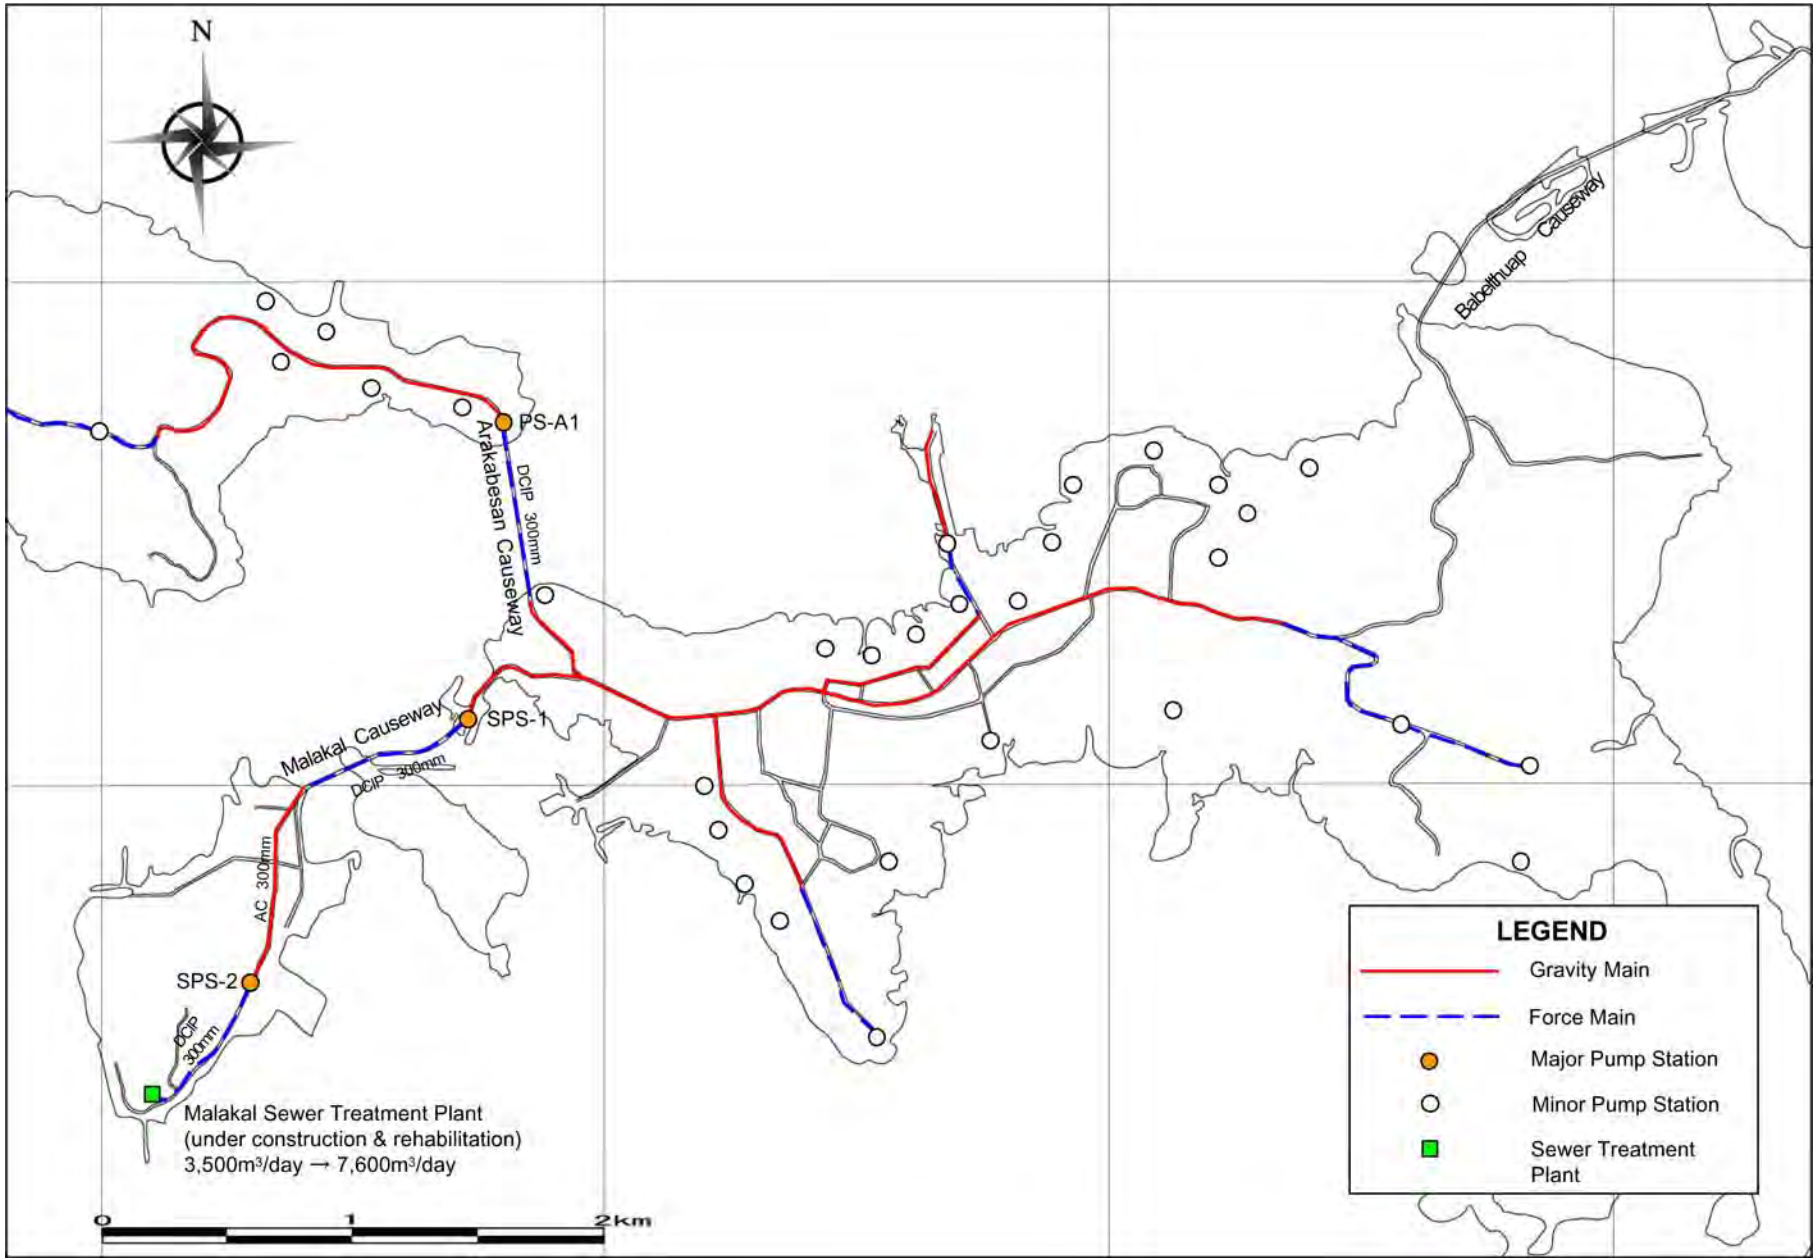 N
Babelthuap Causeway
PS-A1
Arakabesan Causeway
DCIP 300mm
SPS-1
Malakal Causeway
DCIP 300mm
AC 300mm
SPS-2
DCIP
300mm
Malakal Sewer Treatment Plant
(under construction & rehabilitation)
3,500m³/day → 7,600m³/day
0 1 2km
LEGEND
Gravity Main
Force Main
Major Pump Station
Minor Pump Station
Sewer Treatment
Plant